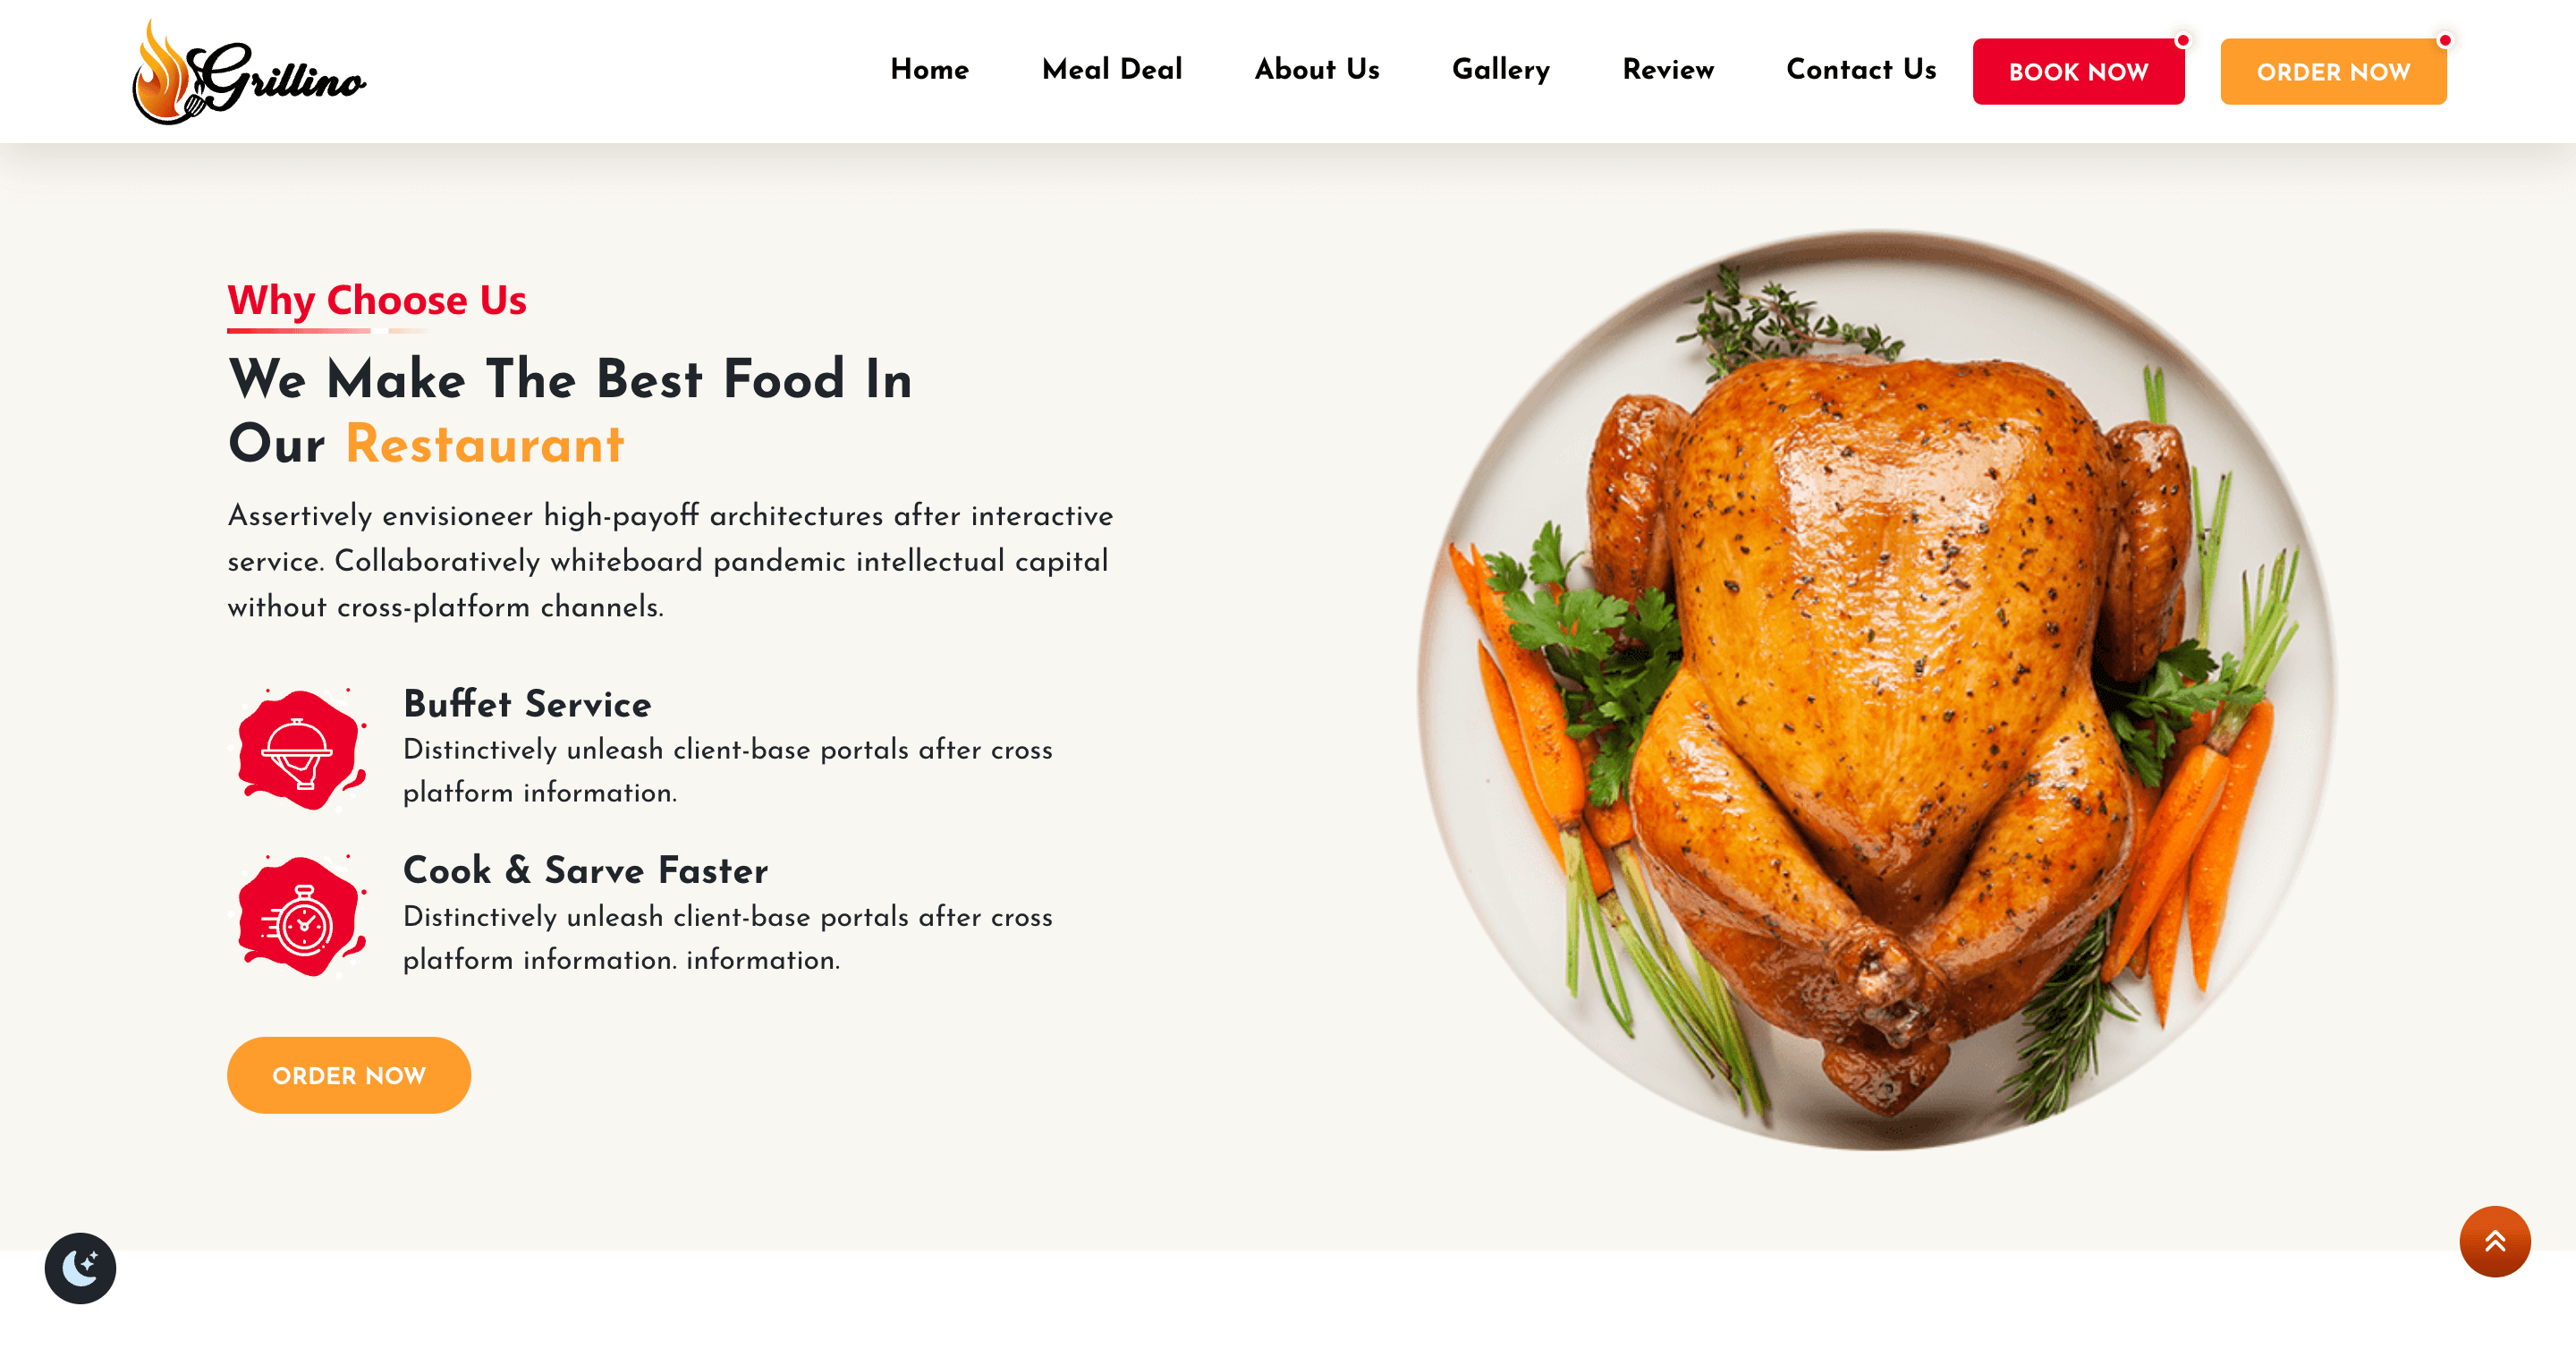 Grillino
Home Meal Deal About Us Gallery Review Contact Us BOOK NOW ORDER NOW
Why Choose Us
We Make The Best Food In
Our Restaurant
Assertively envisioneer high-payoff architectures after interactive
service. Collaboratively whiteboard pandemic intellectual capital
without cross-platform channels.
Buffet Service
Distinctively unleash client-base portals after cross
platform information.
Cook & Sarve Faster
Distinctively unleash client-base portals after cross
platform information. information.
ORDER NOW